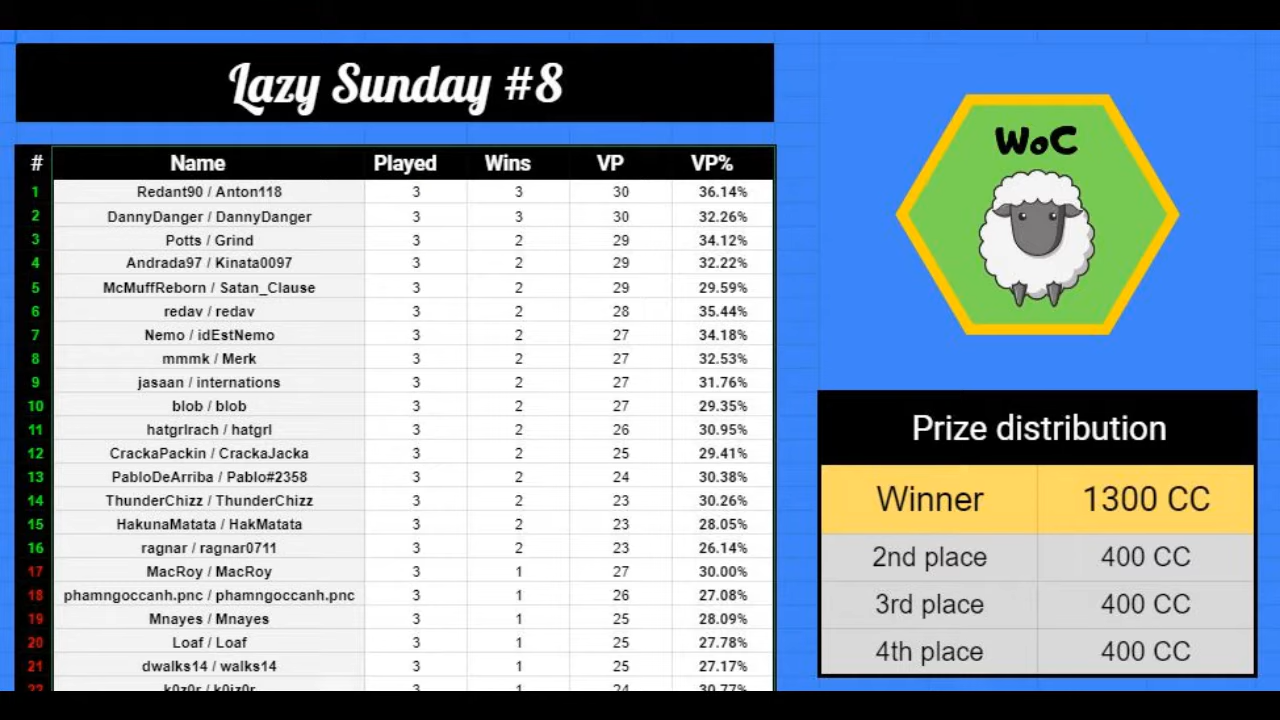 Lazy Sunday #8
# Name Played Wins VP VP%
1 Redant90 / Anton118 3 3 30 36.14%
2 DannyDanger / DannyDanger 3 3 30 32.26%
3 Potts / Grind 3 2 29 34.12%
4 Andrada97 / Kinata0097 3 2 29 32.22%
5 McMuffReborn / Satan_Clause 3 2 29 29.59%
6 redav / redav 3 2 28 35.44%
7 Nemo / idEstNemo 3 2 27 34.18%
8 mmmk / Merk 3 2 27 32.53%
9 jasaan / internations 3 2 27 31.76%
10 blob / blob 3 2 27 29.35%
11 hatgrlrach / hatgrl 3 2 26 30.95%
12 CrackaPackin / CrackaJacka 3 2 25 29.41%
13 PabloDeArriba / Pablo#2358 3 2 24 30.38%
14 ThunderChizz / ThunderChizz 3 2 23 30.26%
15 HakunaMatata / HakMatata 3 2 23 28.05%
16 ragnar / ragnar0711 3 2 23 26.14%
17 MacRoy / MacRoy 3 1 27 30.00%
18 phamngoccanh.pnc / phamngoccanh.pnc 3 1 26 27.08%
19 Mnayes / Mnayes 3 1 25 28.09%
20 Loaf / Loaf 3 1 25 27.78%
21 dwalks14 / walks14 3 1 25 27.17%
22 3 1 24 30.77%
WoC
Prize distribution
Winner 1300 CC
2nd place 400 CC
3rd place 400 CC
4th place 400 CC